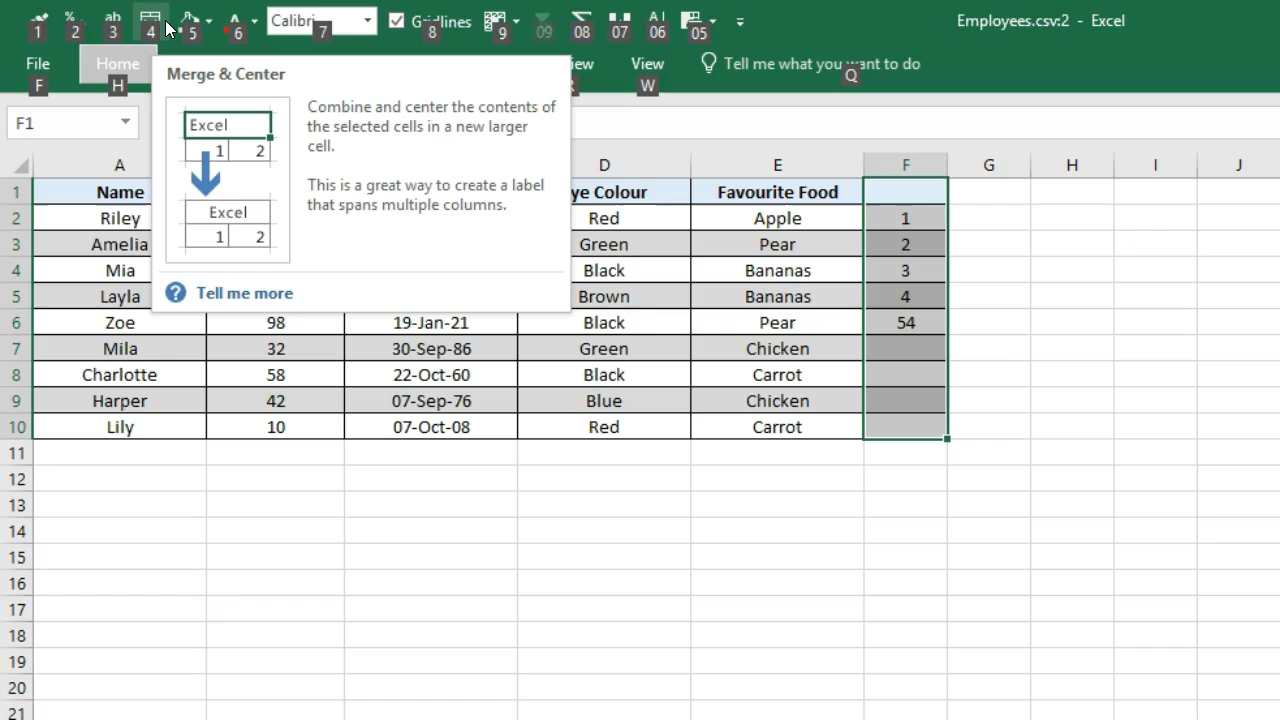 % ab Calibri Gridlines Employees.csv:2 - Excel
1 2 3 4 5 6 7 8 9 09 08 07 06 05
File Home View Tell me what you want to do
F H W Q
Merge & Center
Combine and center the contents of
the selected cells in a new larger
cell.
This is a great way to create a label
that spans multiple columns.
Excel
1 2
Excel
1 2
? Tell me more
F1
A D E F G H I J
1 Name ye Colour Favourite Food
2 Riley Red Apple 1
3 Amelia Green Pear 2
4 Mia Black Bananas 3
5 Layla Brown Bananas 4
6 Zoe 98 19-Jan-21 Black Pear 54
7 Mila 32 30-Sep-86 Green Chicken
8 Charlotte 58 22-Oct-60 Black Carrot
9 Harper 42 07-Sep-76 Blue Chicken
10 Lily 10 07-Oct-08 Red Carrot
11
12
13
14
15
16
17
18
19
20
21